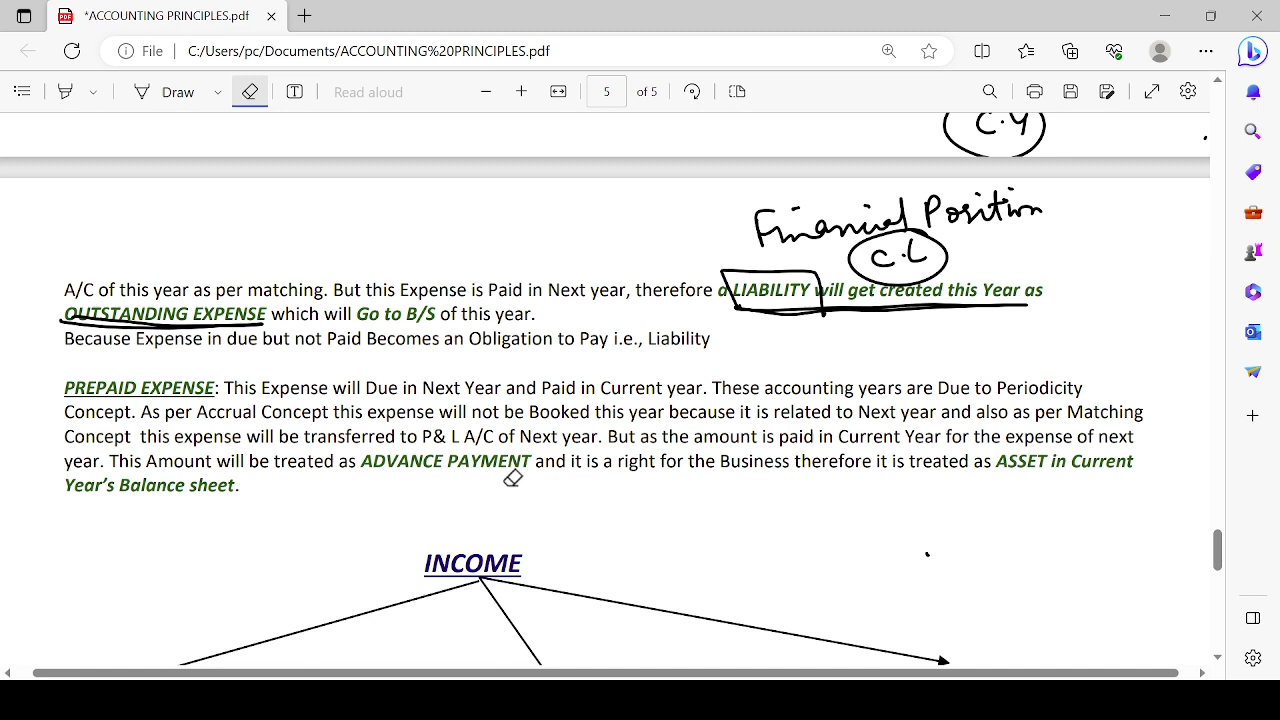 *ACCOUNTING PRINCIPLES.pdf
File C:/Users/pc/Documents/ACCOUNTING%20PRINCIPLES.pdf
Draw Read aloud 5 of 5
C.Y
Financial Position
C.L
A/C of this year as per matching. But this Expense is Paid in Next year, therefore a LIABILITY will get created this Year as
OUTSTANDING EXPENSE which will Go to B/S of this year.
Because Expense in due but not Paid Becomes an Obligation to Pay i.e., Liability
PREPAID EXPENSE: This Expense will Due in Next Year and Paid in Current year. These accounting years are Due to Periodicity
Concept. As per Accrual Concept this expense will not be Booked this year because it is related to Next year and also as per Matching
Concept this expense will be transferred to P& L A/C of Next year. But as the amount is paid in Current Year for the expense of next
year. This Amount will be treated as ADVANCE PAYMENT and it is a right for the Business therefore it is treated as ASSET in Current
Year’s Balance sheet.
INCOME